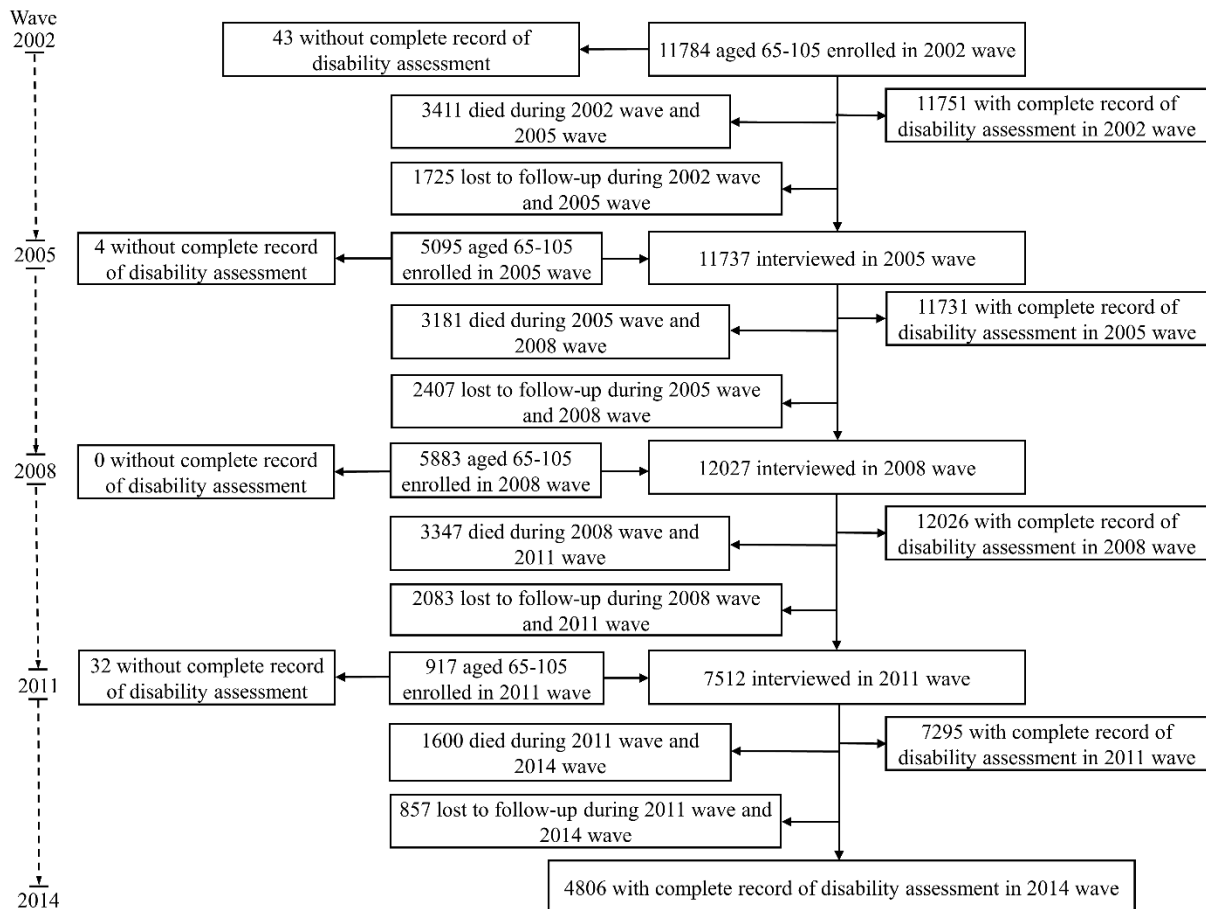 Wave
2002
43 without complete record of
disability assessment
11784 aged 65-105 enrolled in 2002 wave
3411 died during 2002 wave and
2005 wave
11751 with complete record of
disability assessment in 2002 wave
1725 lost to follow-up during 2002 wave
and 2005 wave
2005
4 without complete record
of disability assessment
5095 aged 65-105
enrolled in 2005 wave
11737 interviewed in 2005 wave
3181 died during 2005 wave and
2008 wave
11731 with complete record of
disability assessment in 2005 wave
2407 lost to follow-up during 2005 wave
and 2008 wave
2008
0 without complete record
of disability assessment
5883 aged 65-105
enrolled in 2008 wave
12027 interviewed in 2008 wave
3347 died during 2008 wave and
2011 wave
12026 with complete record of
disability assessment in 2008 wave
2083 lost to follow-up during 2008 wave
and 2011 wave
2011
32 without complete record
of disability assessment
917 aged 65-105
enrolled in 2011 wave
7512 interviewed in 2011 wave
1600 died during 2011 wave and
2014 wave
7295 with complete record of
disability assessment in 2011 wave
857 lost to follow-up during 2011 wave and
2014 wave
2014
4806 with complete record of disability assessment in 2014 wave